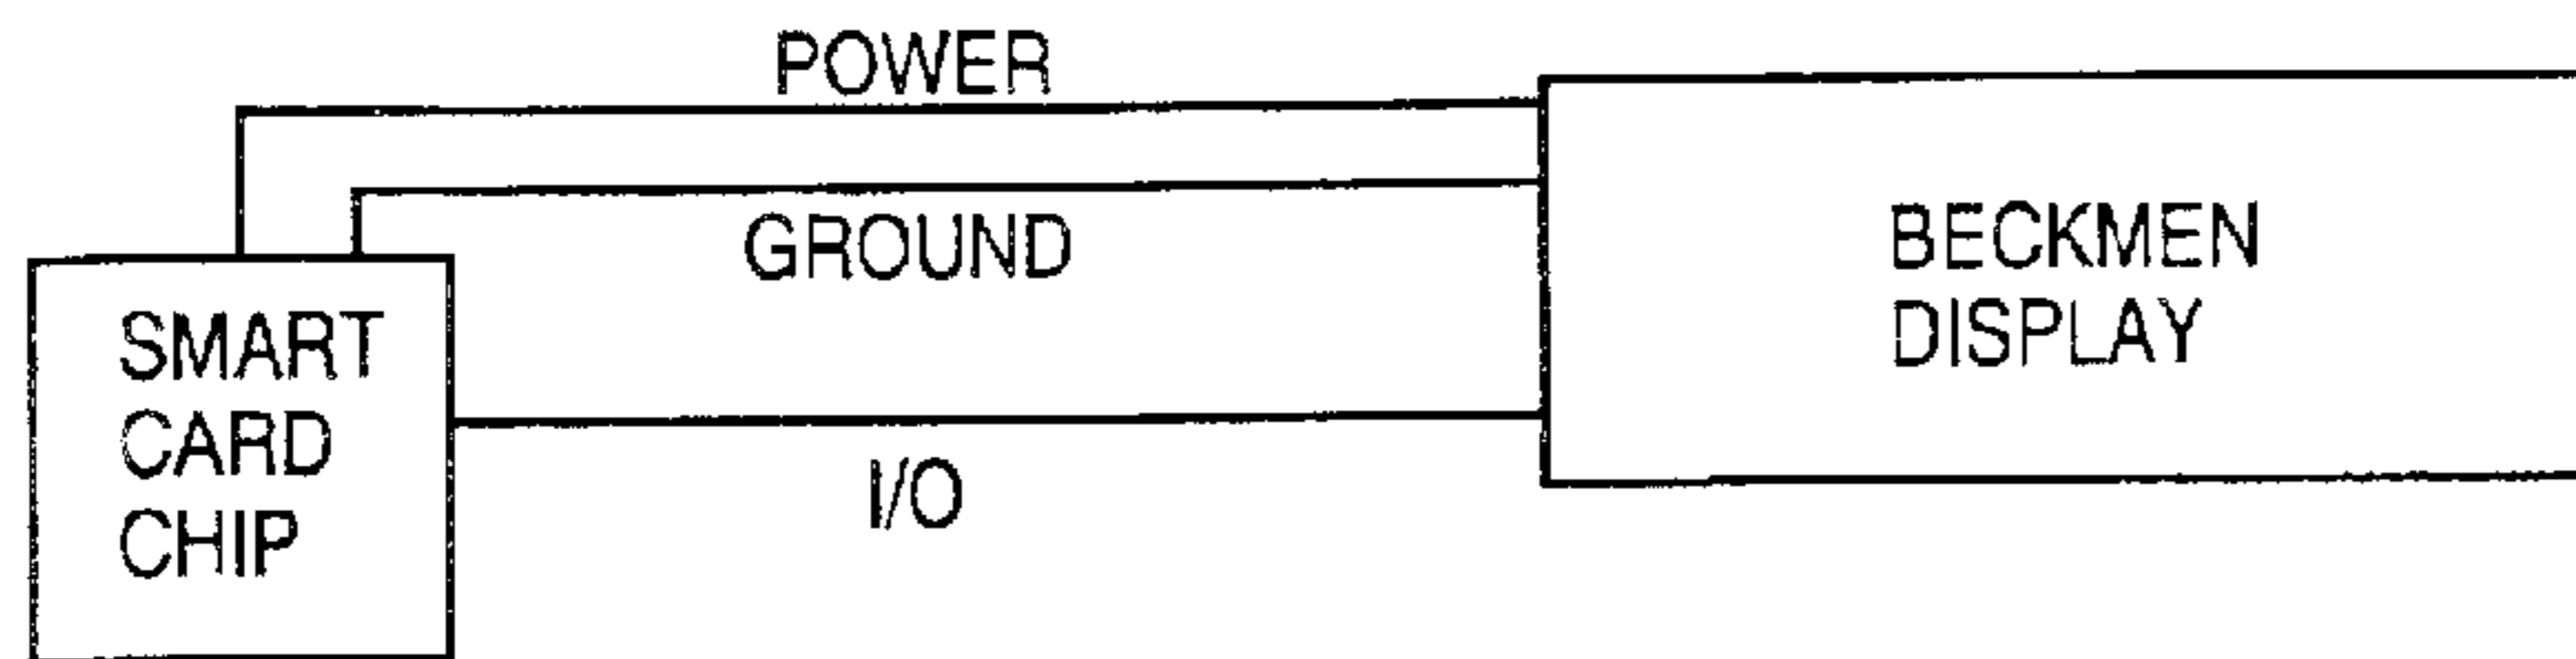 POWER
GROUND
BECKMEN
DISPLAY
SMART
CARD
CHIP
I/O